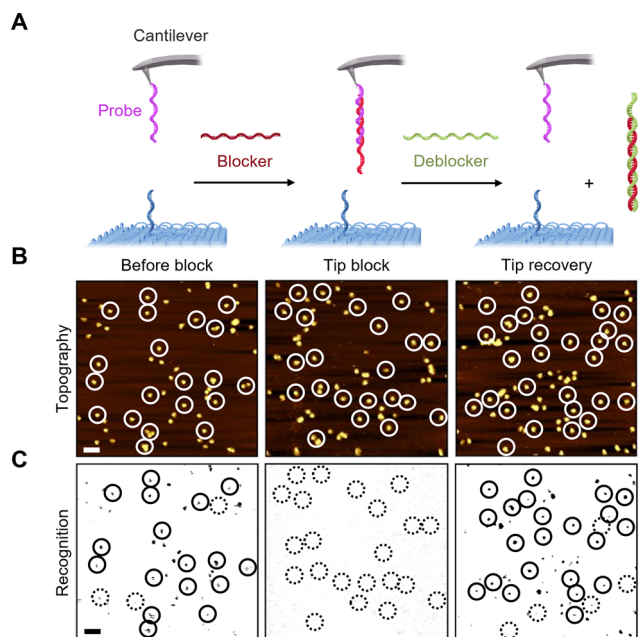 A
Cantilever
Probe
Blocker
Deblocker
+
B
Before block
Tip block
Tip recovery
Topography
C
Recognition